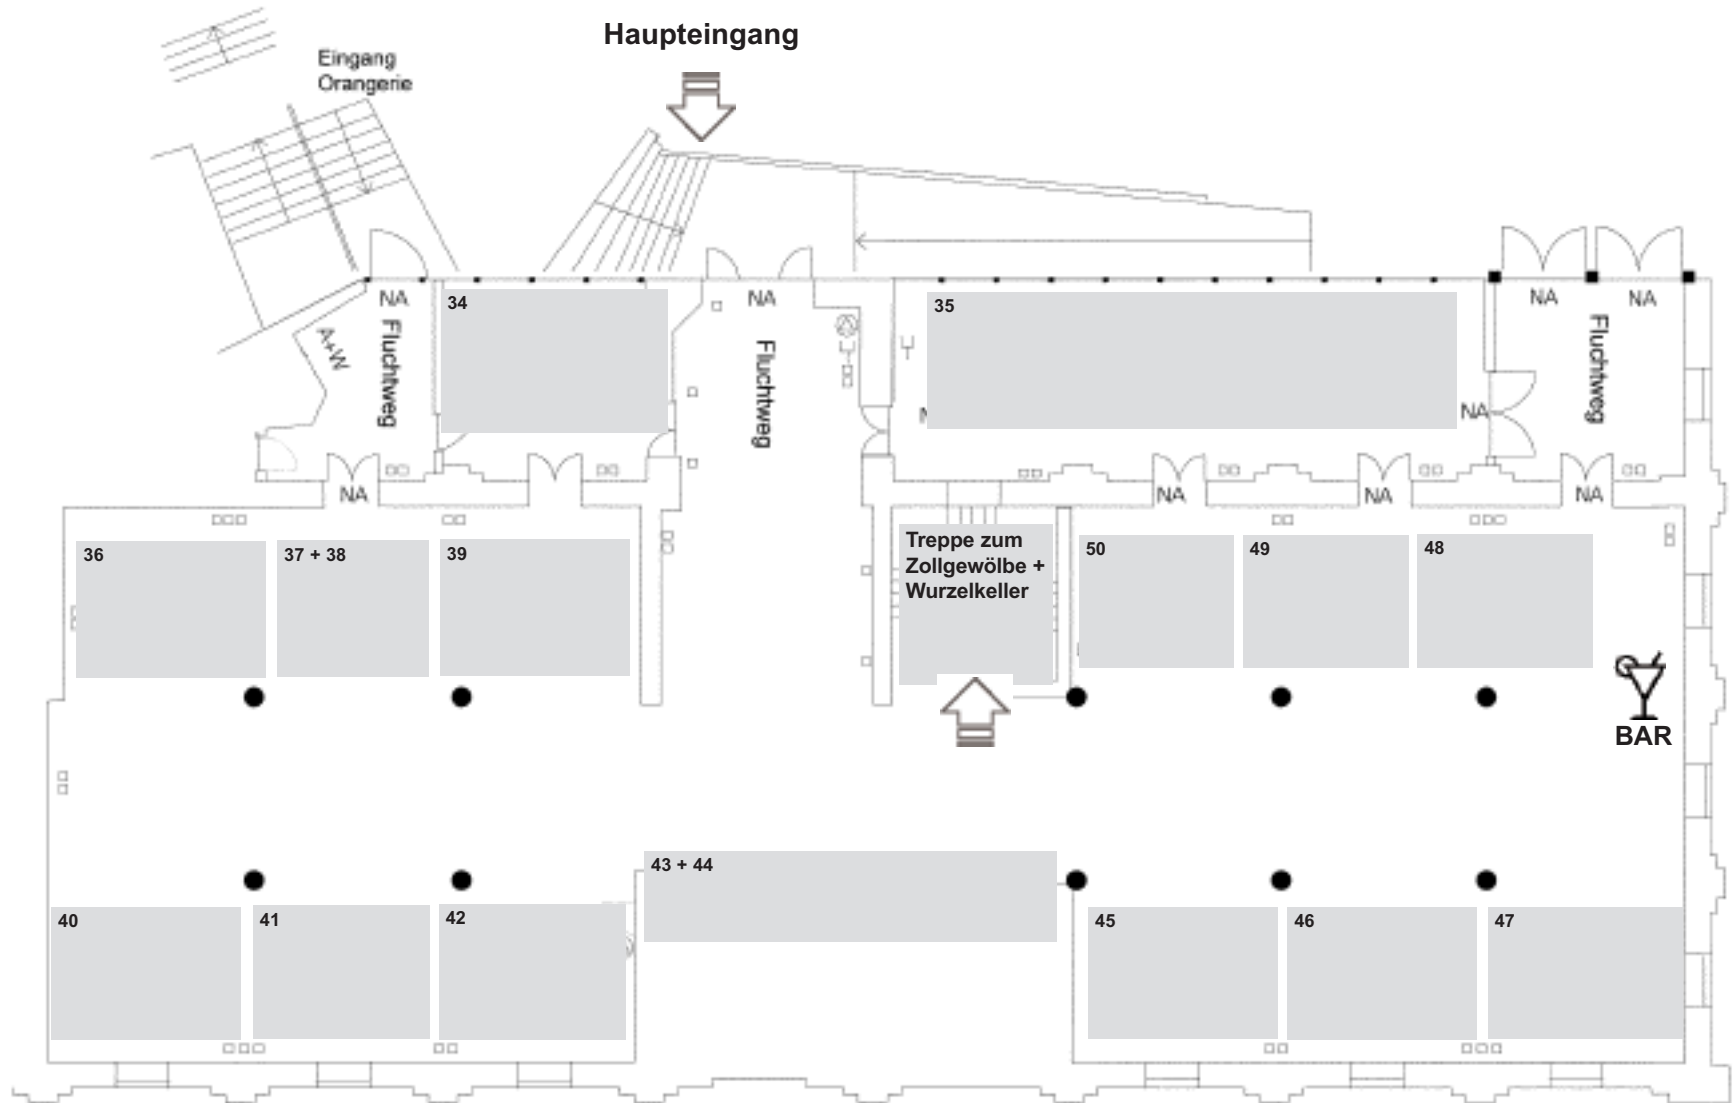 Haupteingang
Eingang
Orangerie
NA
34
NA
35
NA
NA
A+W
Fluchtweg
Fluchtweg
Fluchtweg
NA
NA
NA
NA
NA
36
37 + 38
39
Treppe zum
Zollgewölbe +
Wurzelkeller
50
49
48
BAR
43 + 44
40
41
42
45
46
47